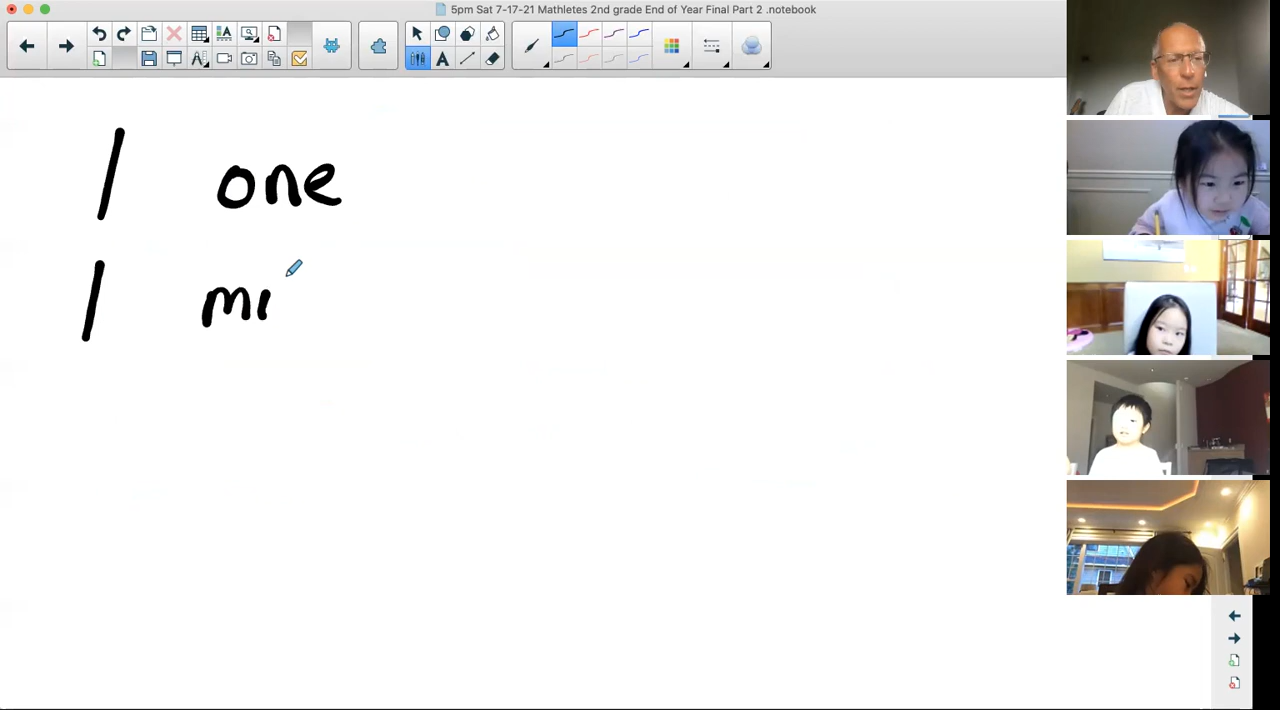 5pm Sat 7-17-21 Mathletes 2nd grade End of Year Final Part 2 .notebook
/ one
/ mi